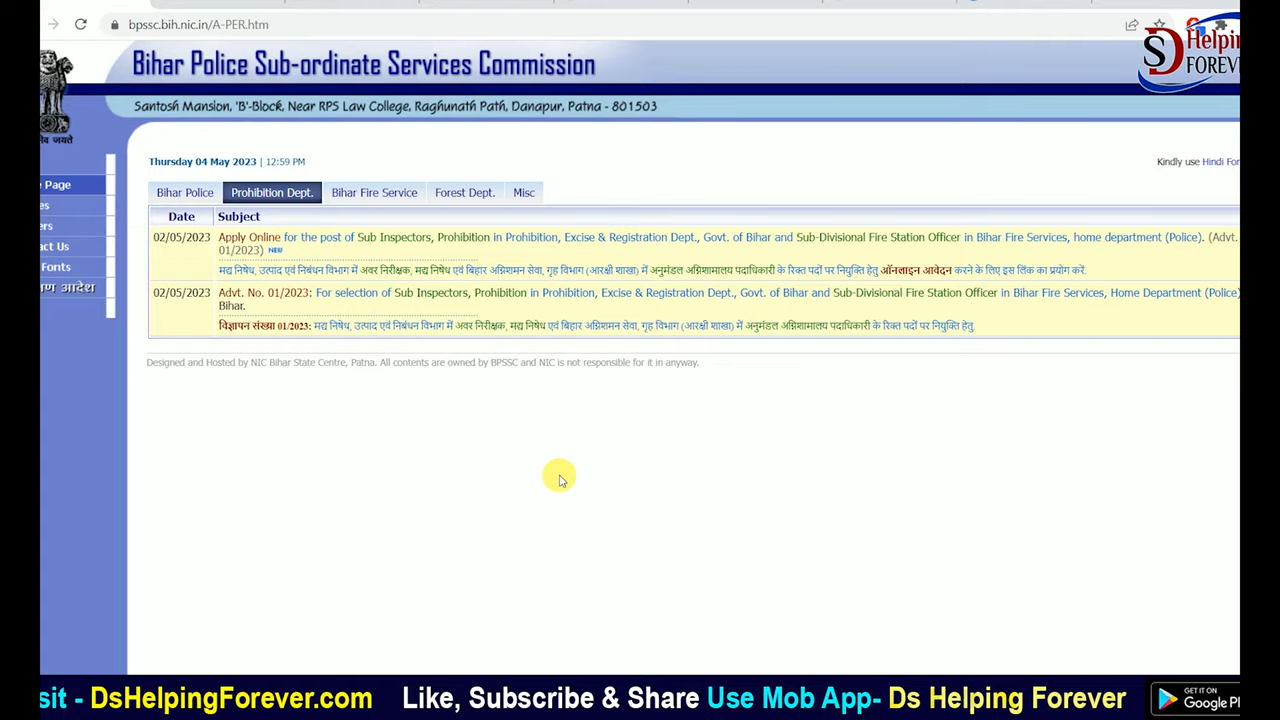 bpssc.bih.nic.in/A-PER.htm
SD Helping
FOREVER
Bihar Police Sub-ordinate Services Commission
Santosh Mansion, 'B'-Block, Near RPS Law College, Raghunath Path, Danapur, Patna - 801503
Thursday 04 May 2023 | 12:59 PM
Kindly use Hindi For
Page
Bihar Police Prohibition Dept. Bihar Fire Service Forest Dept. Misc
es
Date Subject
ers
02/05/2023 Apply Online for the post of Sub Inspectors, Prohibition in Prohibition, Excise & Registration Dept., Govt. of Bihar and Sub-Divisional Fire Station Officer in Bihar Fire Services, home department (Police). (Advt.
01/2023) NEW
act Us
मद्य निषेध, उत्पाद एवं निबंधन विभाग में अवर निरीक्षक, मद्य निषेध एवं बिहार अग्निशमन सेवा, गृह विभाग (आरक्षी शाखा) में अनुमंडल अग्निशामालय पदाधिकारी के रिक्त पदों पर नियुक्ति हेतु ऑनलाइन आवेदन करने के लिए इस लिंक का प्रयोग करें.
Fonts
02/05/2023 Advt. No. 01/2023: For selection of Sub Inspectors, Prohibition in Prohibition, Excise & Registration Dept., Govt. of Bihar and Sub-Divisional Fire Station Officer in Bihar Fire Services, Home Department (Police)
Bihar.
ण आदेश
विज्ञापन संख्या 01/2023: मद्य निषेध, उत्पाद एवं निबंधन विभाग में अवर निरीक्षक, मद्य निषेध एवं बिहार अग्निशमन सेवा, गृह विभाग (आरक्षी शाखा) में अनुमंडल अग्निशामालय पदाधिकारी के रिक्त पदों पर नियुक्ति हेतु.
Designed and Hosted by NIC Bihar State Centre, Patna. All contents are owned by BPSSC and NIC is not responsible for it in anyway.
sit - DsHelpingForever.com Like, Subscribe & Share Use Mob App- Ds Helping Forever
GET IT ON
Google Pl